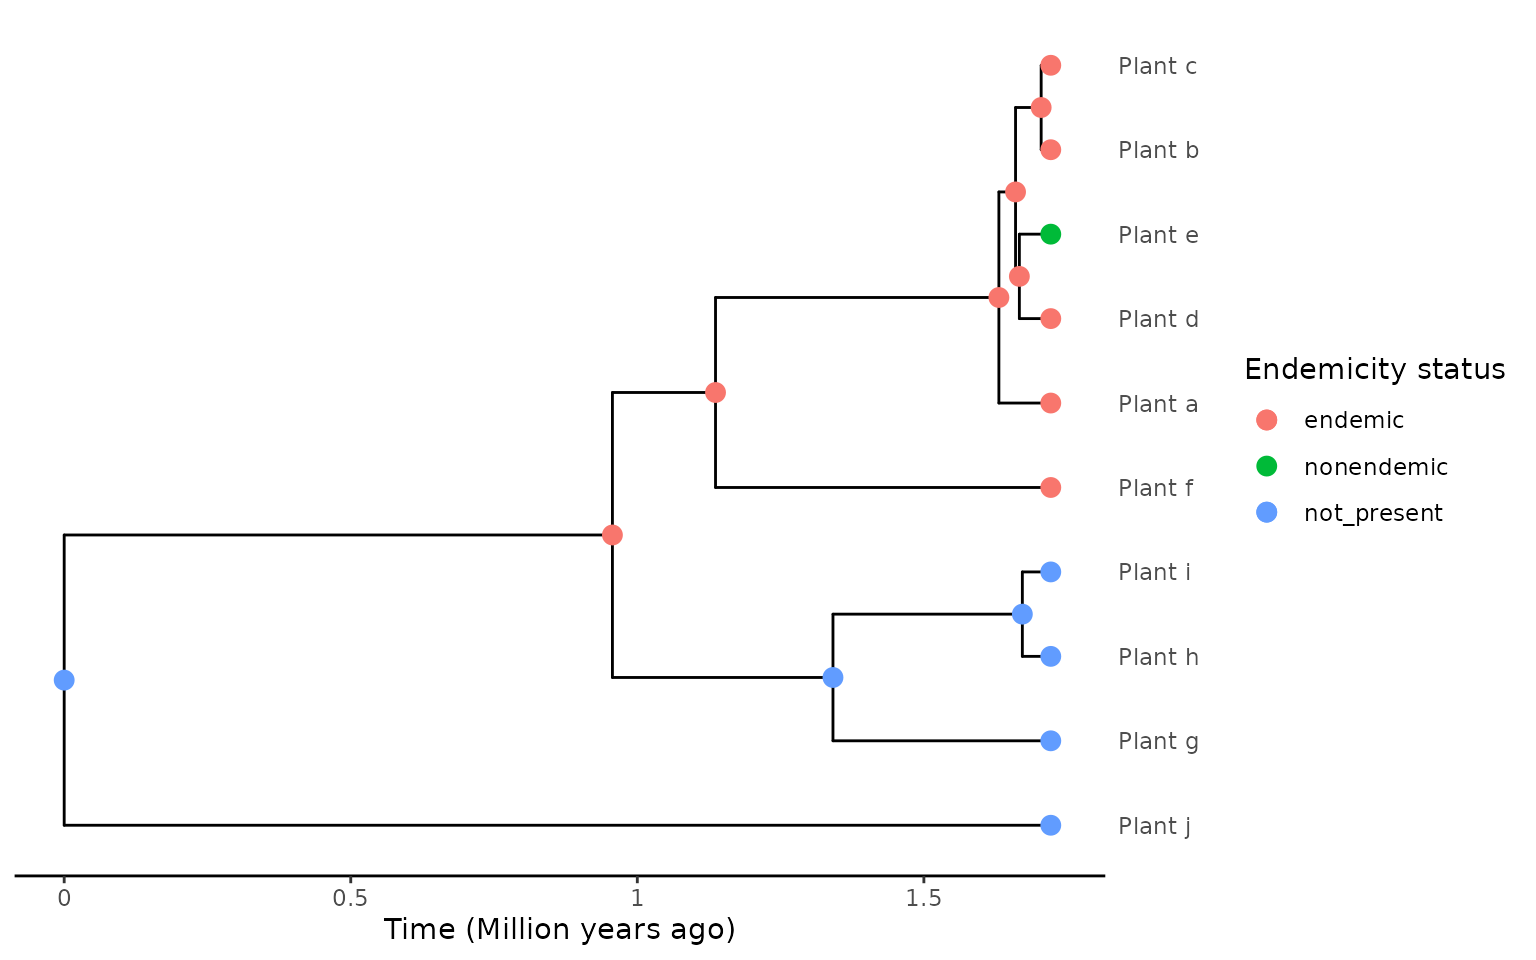 Plant c
Plant b
Plant e
Plant d
Plant a
Plant f
Plant i
Plant h
Plant g
Plant j
Endemicity status
endemic
nonendemic
not_present
0 0.5 1 1.5
Time (Million years ago)